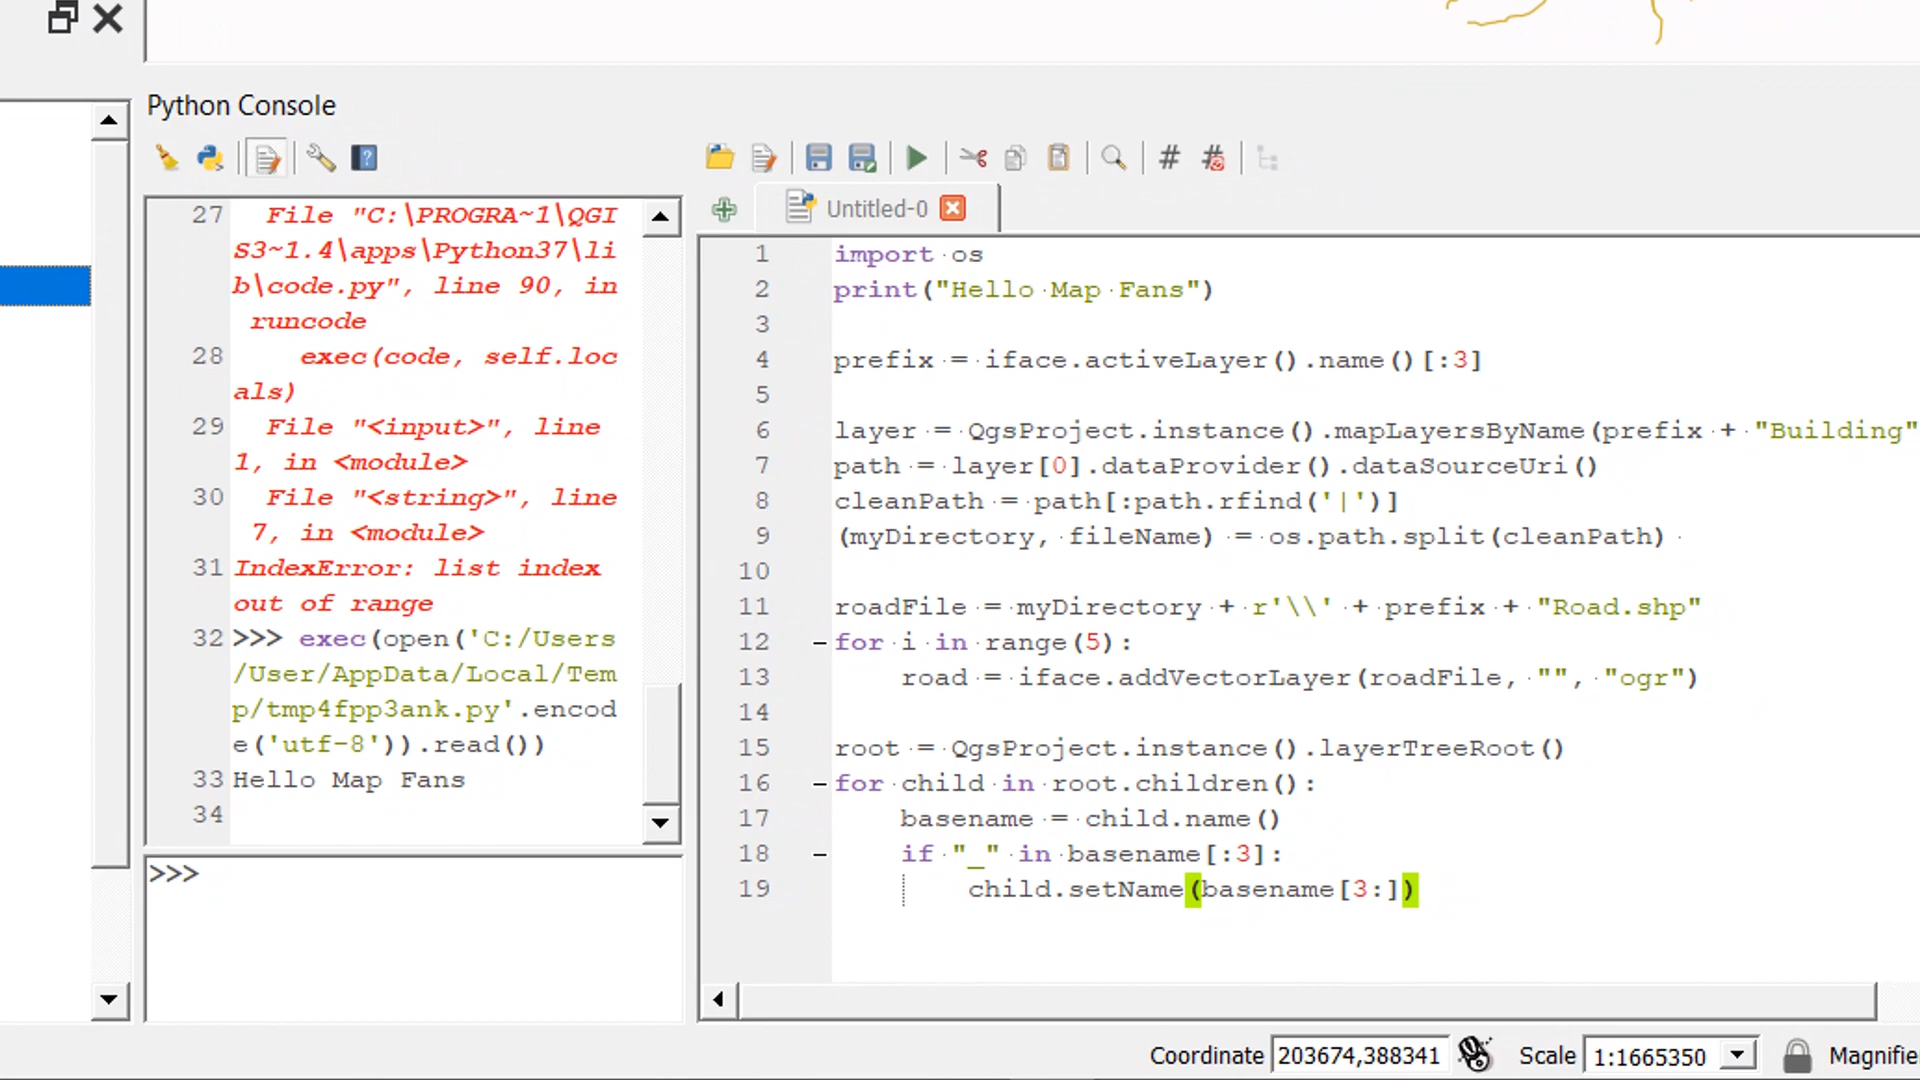 Python Console
27   File "C:\PROGRA~1\QGI
S3~1.4\apps\Python37\li
b\code.py", line 90, in
 runcode
28     exec(code, self.loc
als)
29   File "<input>", line
1, in <module>
30   File "<string>", line
 7, in <module>
31 IndexError: list index
out of range
32 >>> exec(open('C:/Users
/User/AppData/Local/Tem
p/tmp4fpp3ank.py'.encod
e('utf-8')).read())
33 Hello Map Fans
34
>>>
Untitled-0
1 import os
2 print("Hello Map Fans")
3
4 prefix = iface.activeLayer().name()[:3]
5
6 layer = QgsProject.instance().mapLayersByName(prefix + "Building"
7 path = layer[0].dataProvider().dataSourceUri()
8 cleanPath = path[:path.rfind('|')]
9 (myDirectory, fileName) = os.path.split(cleanPath)
10
11 roadFile = myDirectory + r'\\' + prefix + "Road.shp"
12 for i in range(5):
13     road = iface.addVectorLayer(roadFile, "", "ogr")
14
15 root = QgsProject.instance().layerTreeRoot()
16 for child in root.children():
17     basename = child.name()
18     if "_" in basename[:3]:
19         child.setName(basename[3:])
Coordinate 203674,388341 Scale 1:1665350 Magnifie